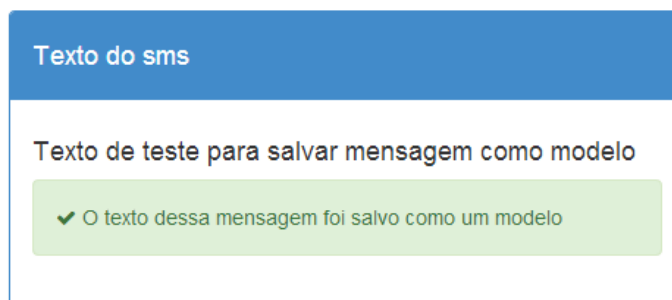 Texto do sms
Texto de teste para salvar mensagem como modelo
O texto dessa mensagem foi salvo como um modelo